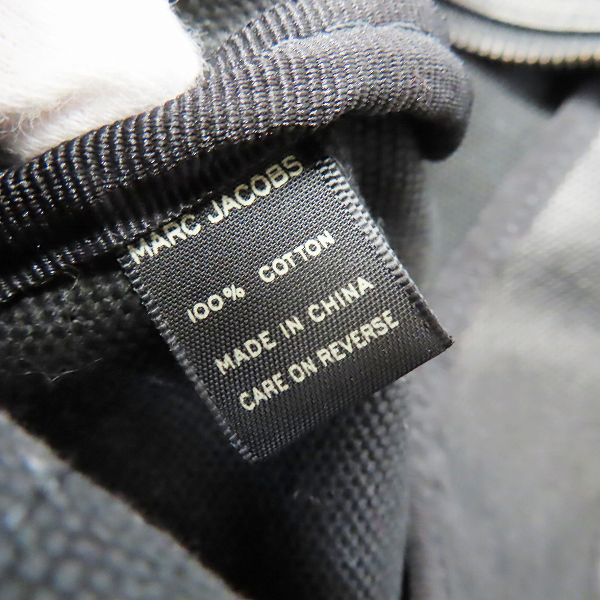 MARC JACOBS
100% COTTON
MADE IN CHINA
CARE ON REVERSE